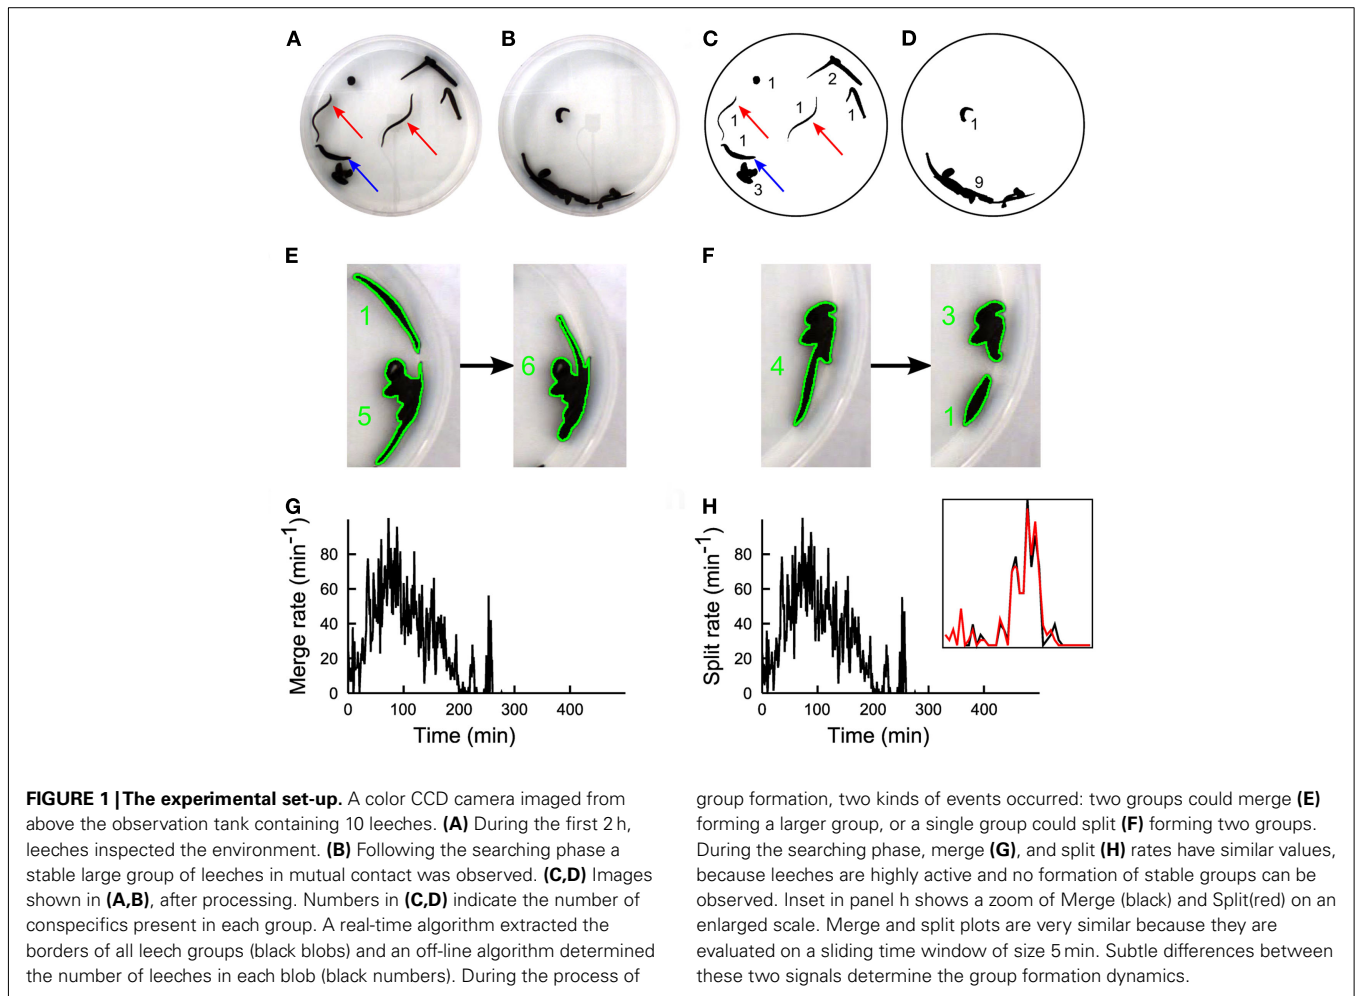 A
B
C
D
1
2
1
1
1
1
3
1
9
E
F
1
5
6
4
3
1
G
H
Merge rate (min⁻¹)
80
60
40
20
0
0 100 200 300 400
Time (min)
Split rate (min⁻¹)
80
60
40
20
0
0 100 200 300 400
Time (min)
FIGURE 1 | The experimental set-up. A color CCD camera imaged from
above the observation tank containing 10 leeches. (A) During the first 2 h,
leeches inspected the environment. (B) Following the searching phase a
stable large group of leeches in mutual contact was observed. (C,D) Images
shown in (A,B), after processing. Numbers in (C,D) indicate the number of
conspecifics present in each group. A real-time algorithm extracted the
borders of all leech groups (black blobs) and an off-line algorithm determined
the number of leeches in each blob (black numbers). During the process of
group formation, two kinds of events occurred: two groups could merge (E)
forming a larger group, or a single group could split (F) forming two groups.
During the searching phase, merge (G), and split (H) rates have similar values,
because leeches are highly active and no formation of stable groups can be
observed. Inset in panel h shows a zoom of Merge (black) and Split(red) on an
enlarged scale. Merge and split plots are very similar because they are
evaluated on a sliding time window of size 5 min. Subtle differences between
these two signals determine the group formation dynamics.